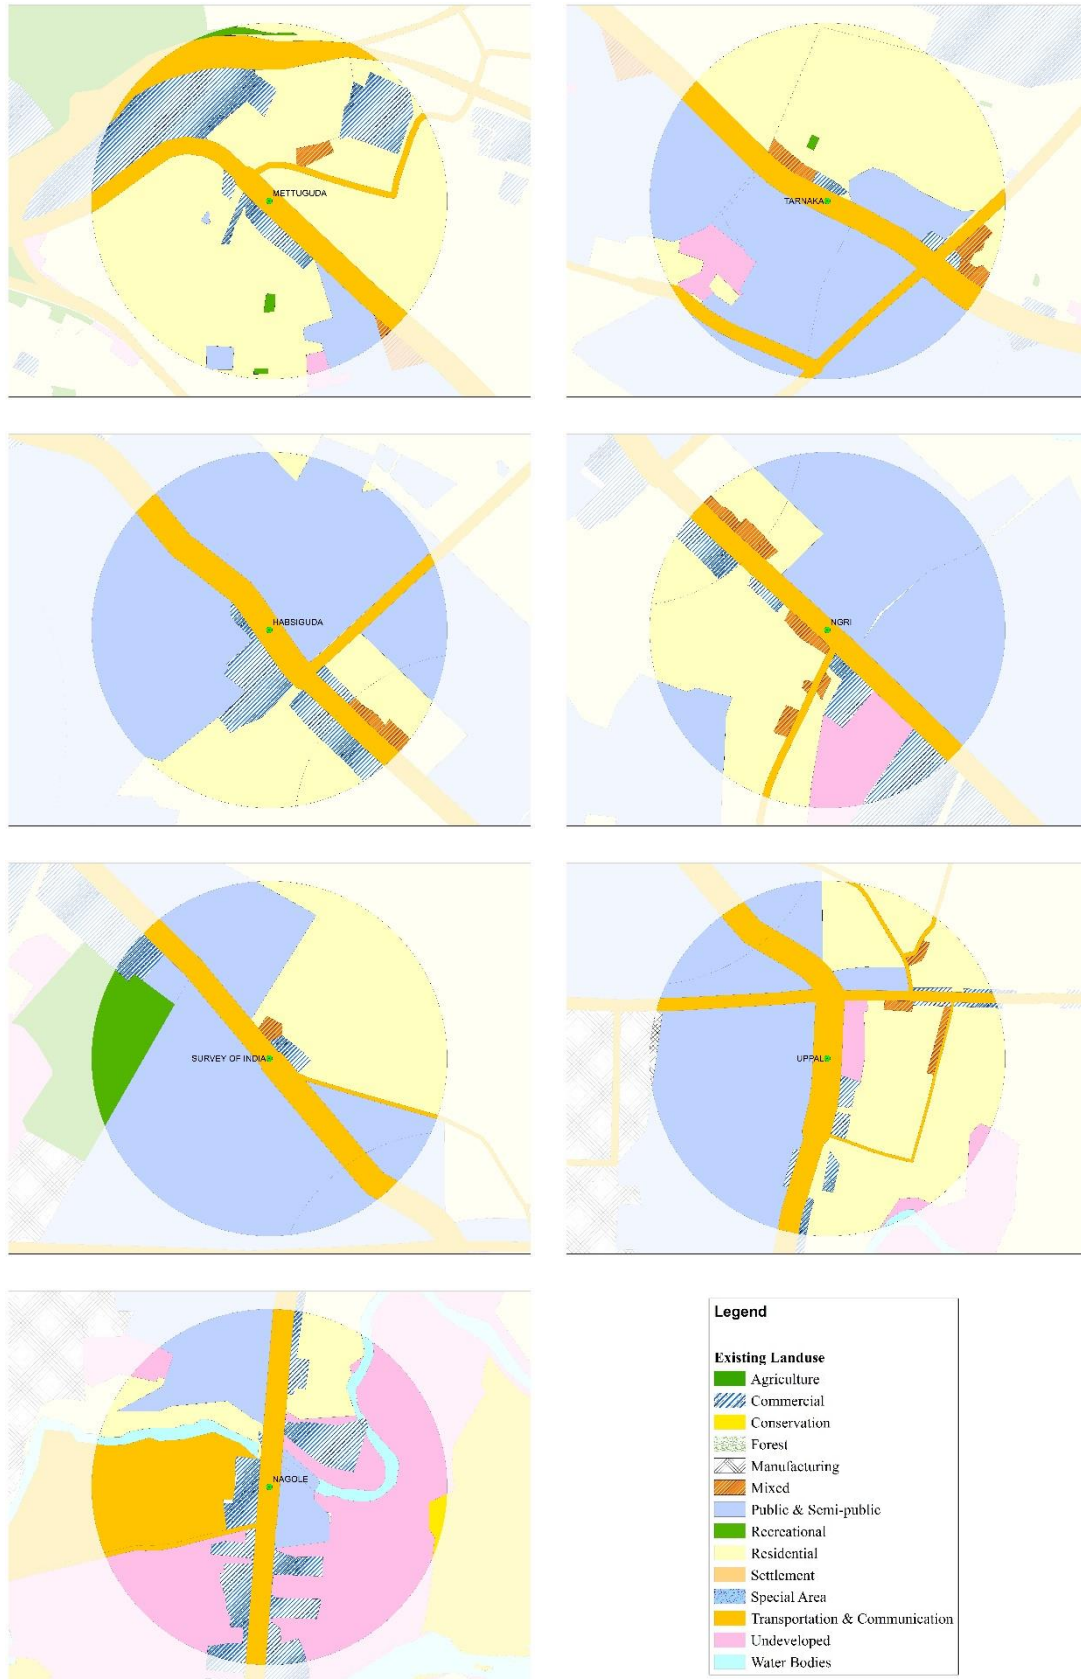 METTUGUDA
TARNAKA
HABSIGUDA
NGRI
SURVEY OF INDIA
UPPAL
NAGOLE
Legend
Existing Landuse
Agriculture
Commercial
Conservation
Forest
Manufacturing
Mixed
Public & Semi-public
Recreational
Residential
Settlement
Special Area
Transportation & Communication
Undeveloped
Water Bodies